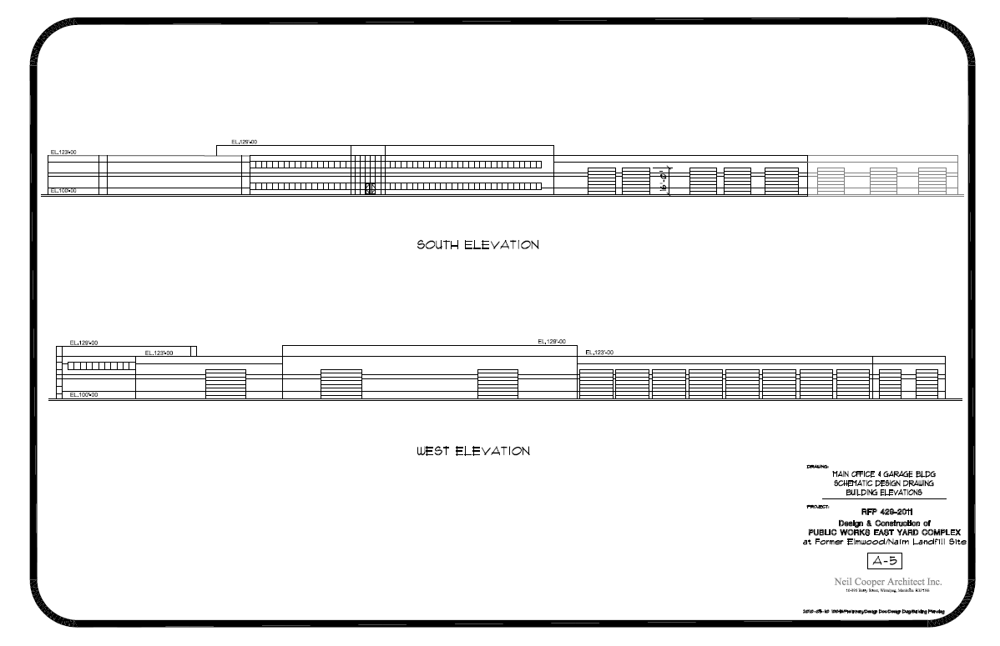 EL.129'-00
EL.123'-00
16'-0"
EL.100'-00
SOUTH ELEVATION
EL.129'-00
EL.129'-00
EL.123'-00
EL.123'-00
EL.100'-00
WEST ELEVATION
DRAWING:
MAIN OFFICE & GARAGE BLDG
SCHEMATIC DESIGN DRAWING
BUILDING ELEVATIONS
PROJECT:
RFP 429-2011
Design & Construction of
PUBLIC WORKS EAST YARD COMPLEX
at Former Elmwood/Nairn Landfill Site
A-5
Neil Cooper Architect Inc.
Street, Winnipeg, Manitoba